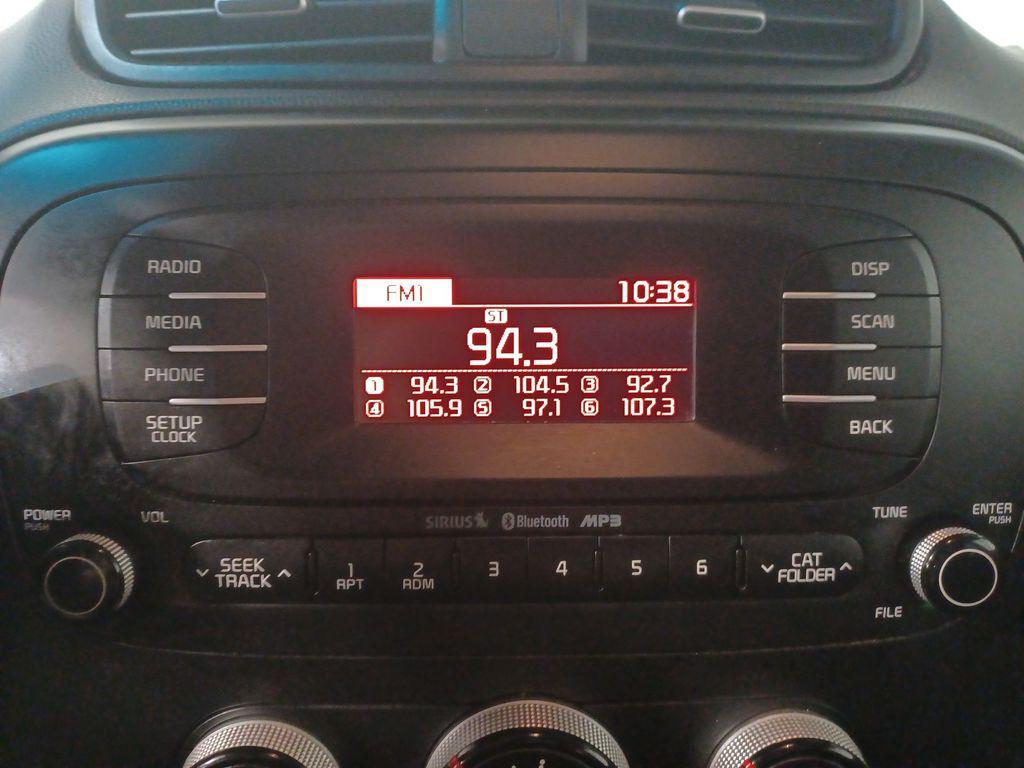 RADIO
MEDIA
PHONE
SETUP
CLOCK
FM1 10:38
ST
94.3
1 94.3 2 104.5 3 92.7
4 105.9 5 97.1 6 107.3
DISP
SCAN
MENU
BACK
POWER
PUSH
VOL
SIRIUS Bluetooth MP3
TUNE
ENTER
PUSH
SEEK
TRACK
1
RPT
2
RDM
3
4
5
6
CAT
FOLDER
FILE